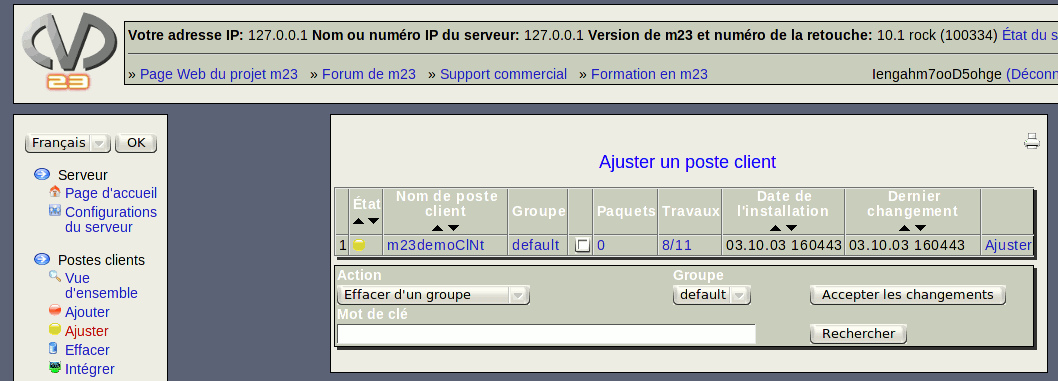 23
Votre adresse IP: 127.0.0.1 Nom ou numéro IP du serveur: 127.0.0.1 Version de m23 et numéro de la retouche: 10.1 rock (100334) État du s
» Page Web du projet m23 » Forum de m23 » Support commercial » Formation en m23 Iengahm7ooD5ohge (Déconn
Français OK
Serveur
Page d'accueil
Configurations
du serveur
Postes clients
Vue
d'ensemble
Ajouter
Ajuster
Effacer
Intégrer
Ajuster un poste client
État Nom de poste client Groupe Paquets Travaux Date de l'installation Dernier changement
1 m23demoClNt default 0 8/11 03.10.03 160443 03.10.03 160443 Ajuster
Action Groupe
Effacer d'un groupe default Accepter les changements
Mot de clé
Rechercher